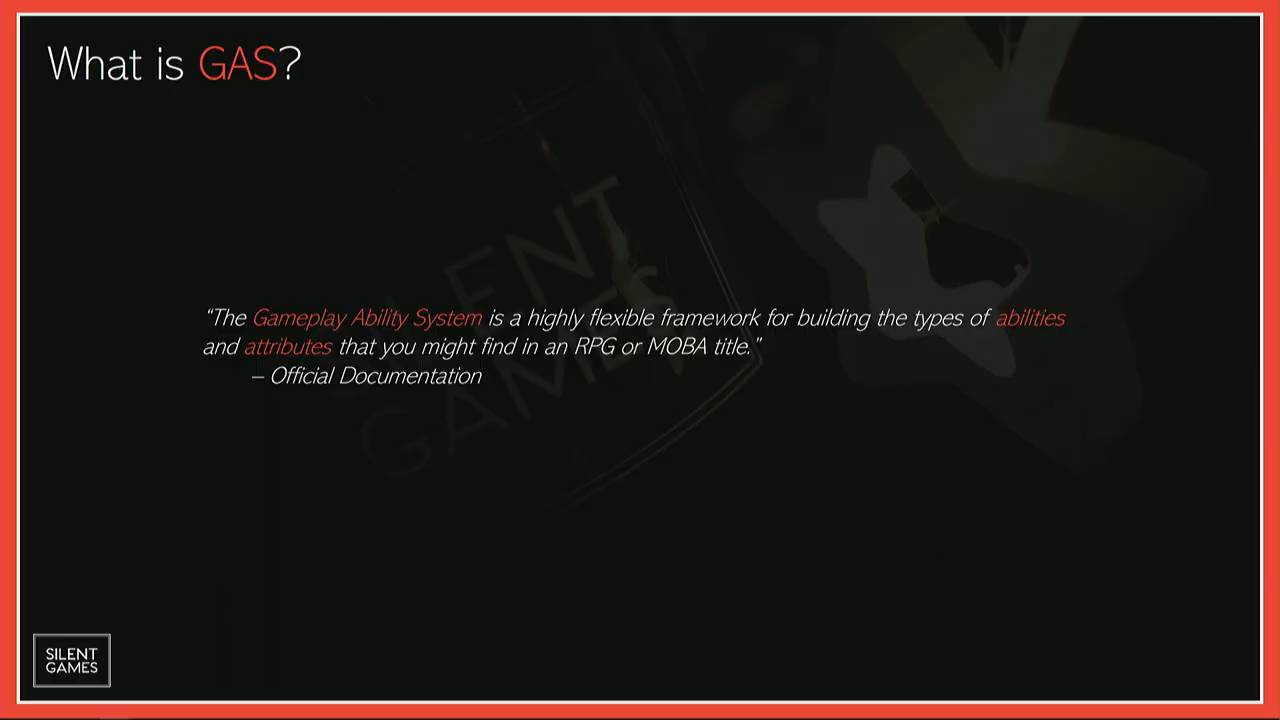 What is GAS?
“The Gameplay Ability System is a highly flexible framework for building the types of abilities
and attributes that you might find in an RPG or MOBA title.”
– Official Documentation
SILENT
GAMES